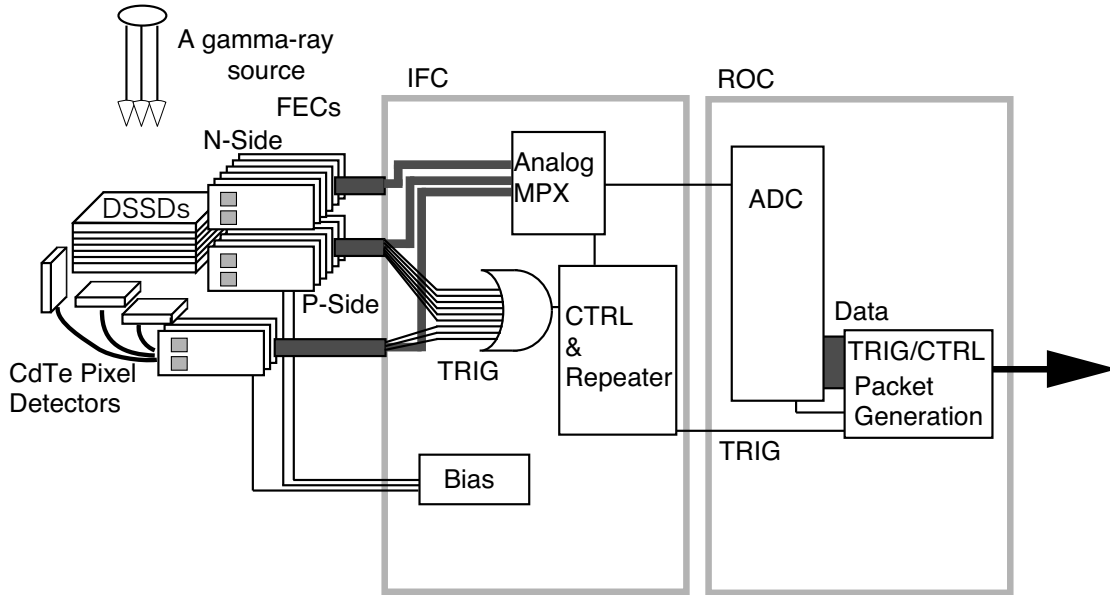 A gamma-ray
source
FECs
N-Side
DSSDs
P-Side
CdTe Pixel
Detectors
IFC
Analog
MPX
TRIG
CTRL
&
Repeater
Bias
ROC
ADC
Data
TRIG/CTRL
Packet
Generation
TRIG